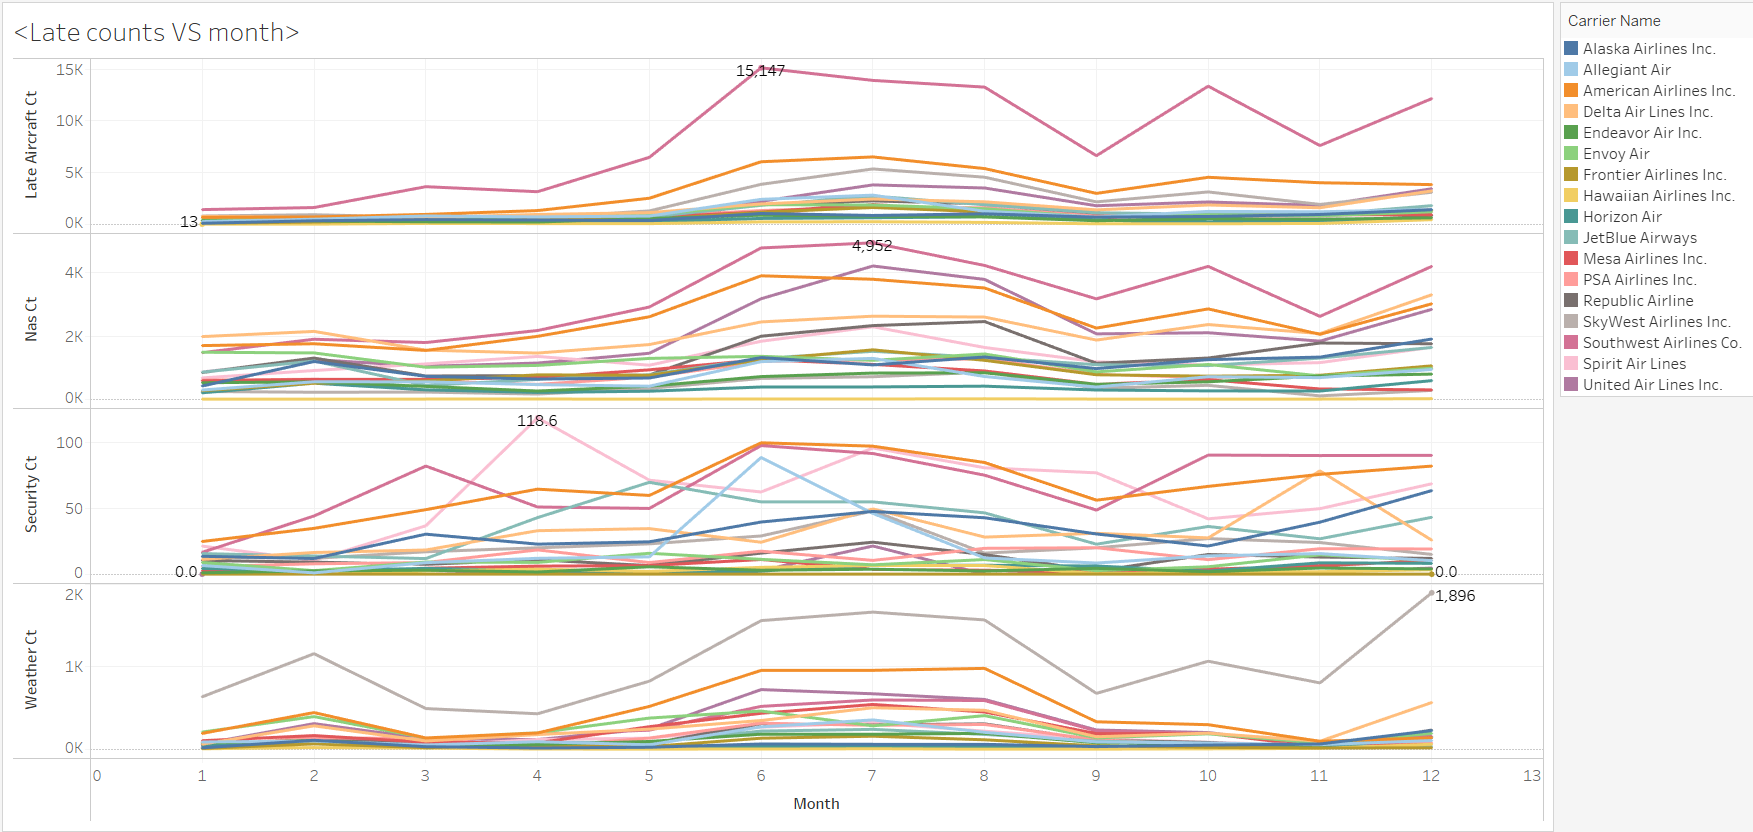 <Late counts VS month>
Late Aircraft Ct
15K
10K
5K
0K
15,147
13
Nas Ct
4K
2K
0K
4,952
Security Ct
100
50
0
118.6
0.0
0.0
Weather Ct
2K
1K
0K
1,896
0 1 2 3 4 5 6 7 8 9 10 11 12 13
Month
Carrier Name
Alaska Airlines Inc.
Allegiant Air
American Airlines Inc.
Delta Air Lines Inc.
Endeavor Air Inc.
Envoy Air
Frontier Airlines Inc.
Hawaiian Airlines Inc.
Horizon Air
JetBlue Airways
Mesa Airlines Inc.
PSA Airlines Inc.
Republic Airline
SkyWest Airlines Inc.
Southwest Airlines Co.
Spirit Air Lines
United Air Lines Inc.